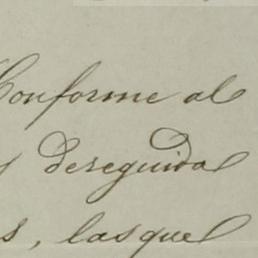 Conforme al
y deseguida
s, lasque